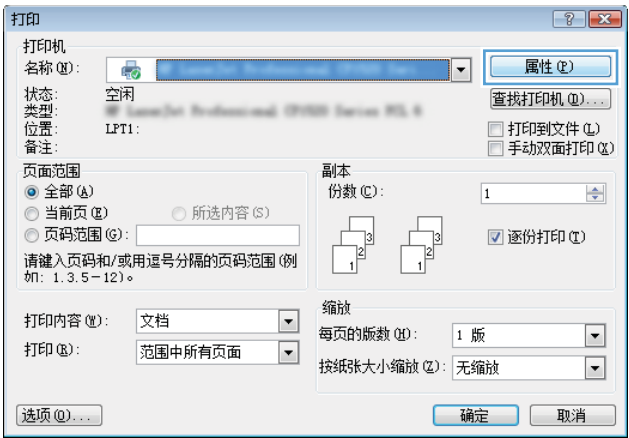 打印
打印机
名称(N):
属性(P)
状态: 空闲
类型:
查找打印机(D)...
位置: LPT1:
打印到文件(L)
备注:
手动双面打印(X)
页面范围
全部(A)
当前页(E) 所选内容(S)
页码范围(G):
请键入页码和/或用逗号分隔的页码范围(例
如: 1.3.5-12)。
副本
份数(C): 1
1 2 3
1 2 3
逐份打印(T)
打印内容(W): 文档
打印(R): 范围中所有页面
缩放
每页的版数(H): 1 版
按纸张大小缩放(Z): 无缩放
选项(O)...
确定
取消